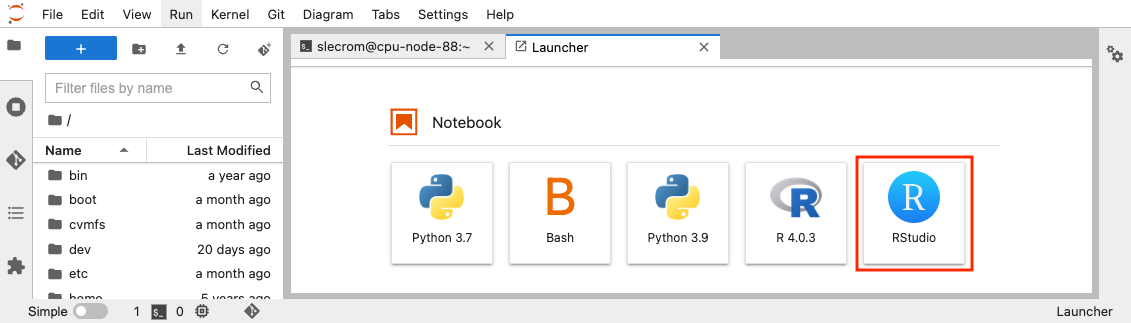 File Edit View Run Kernel Git Diagram Tabs Settings Help
slecrom@cpu-node-88:~
Launcher
Filter files by name
/
Name Last Modified
bin a year ago
boot a month ago
cvmfs a month ago
dev 20 days ago
etc a month ago
home 5 years ago
Notebook
Python 3.7
B
Bash
Python 3.9
R
R 4.0.3
R
RStudio
Simple 1 $_ 0 Launcher